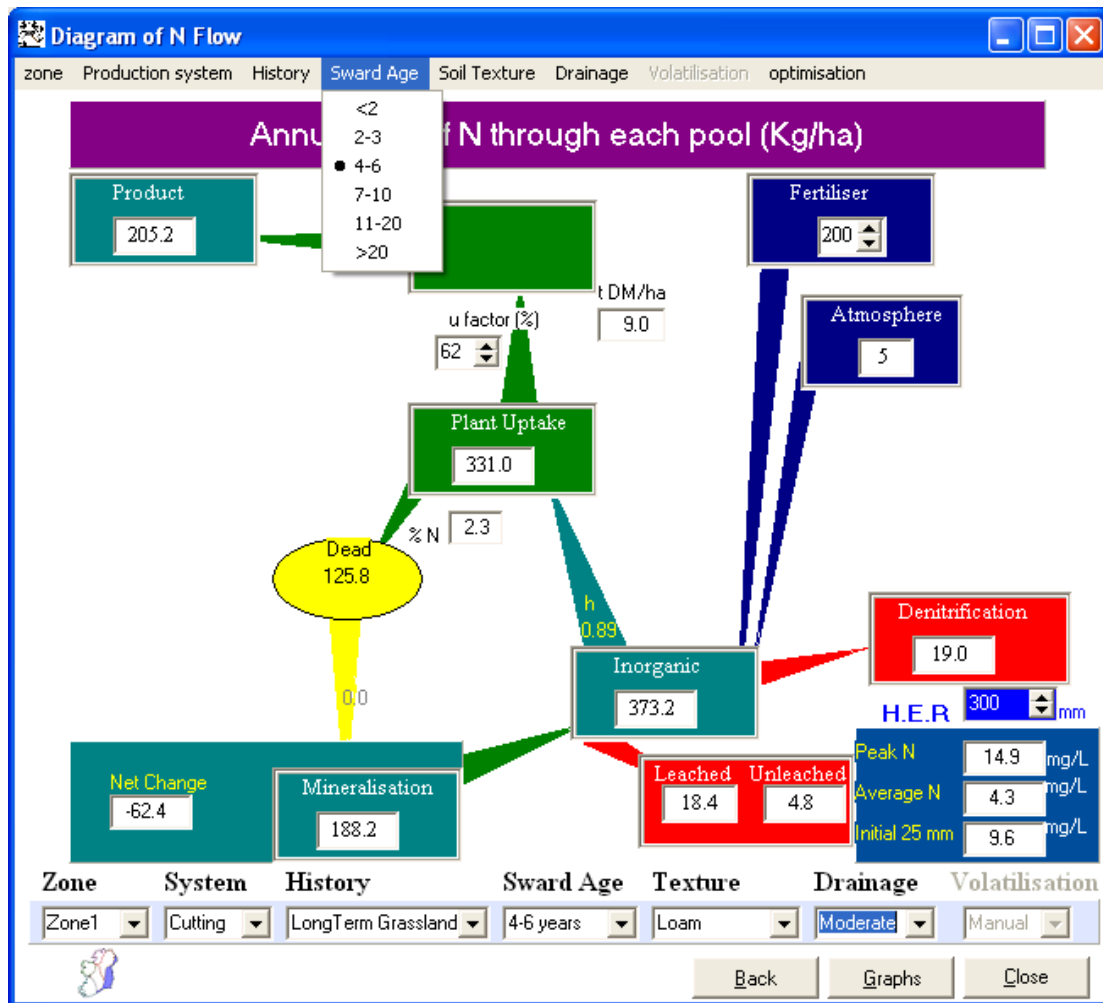 Diagram of N Flow
zone Production system History Sward Age Soil Texture Drainage Volatilisation optimisation
<2
2-3
4-6
7-10
11-20
>20
Annu f N through each pool (Kg/ha)
Product
205.2
Fertiliser
200
t DM/ha
9.0
u factor (%)
62
Atmosphere
5
Plant Uptake
331.0
% N 2.3
Dead
125.8
h
0.89
Denitrification
19.0
Inorganic
373.2
0.0
H.E.R 300 mm
Net Change
-62.4
Mineralisation
188.2
Leached Unleached
18.4 4.8
Peak N 14.9 mg/L
Average N 4.3 mg/L
Initial 25 mm 9.6 mg/L
Zone System History Sward Age Texture Drainage Volatilisation
Zone1 Cutting LongTerm Grassland 4-6 years Loam Moderate Manual
Back Graphs Close